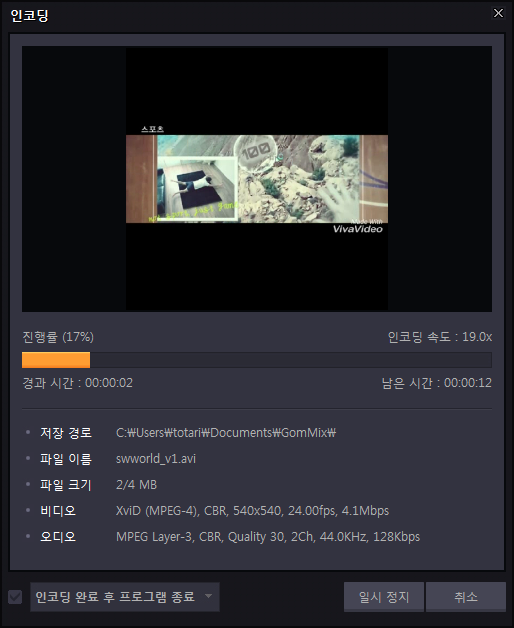 인코딩
스포츠
100
Made With
VivaVideo
진행률 (17%)
인코딩 속도 : 19.0x
경과 시간 : 00:00:02
남은 시간 : 00:00:12
저장 경로 C:₩Users₩totari₩Documents₩GomMix₩
파일 이름 swworld_v1.avi
파일 크기 2/4 MB
비디오 XviD (MPEG-4), CBR, 540x540, 24.00fps, 4.1Mbps
오디오 MPEG Layer-3, CBR, Quality 30, 2Ch, 44.0KHz, 128Kbps
인코딩 완료 후 프로그램 종료
일시 정지
취소